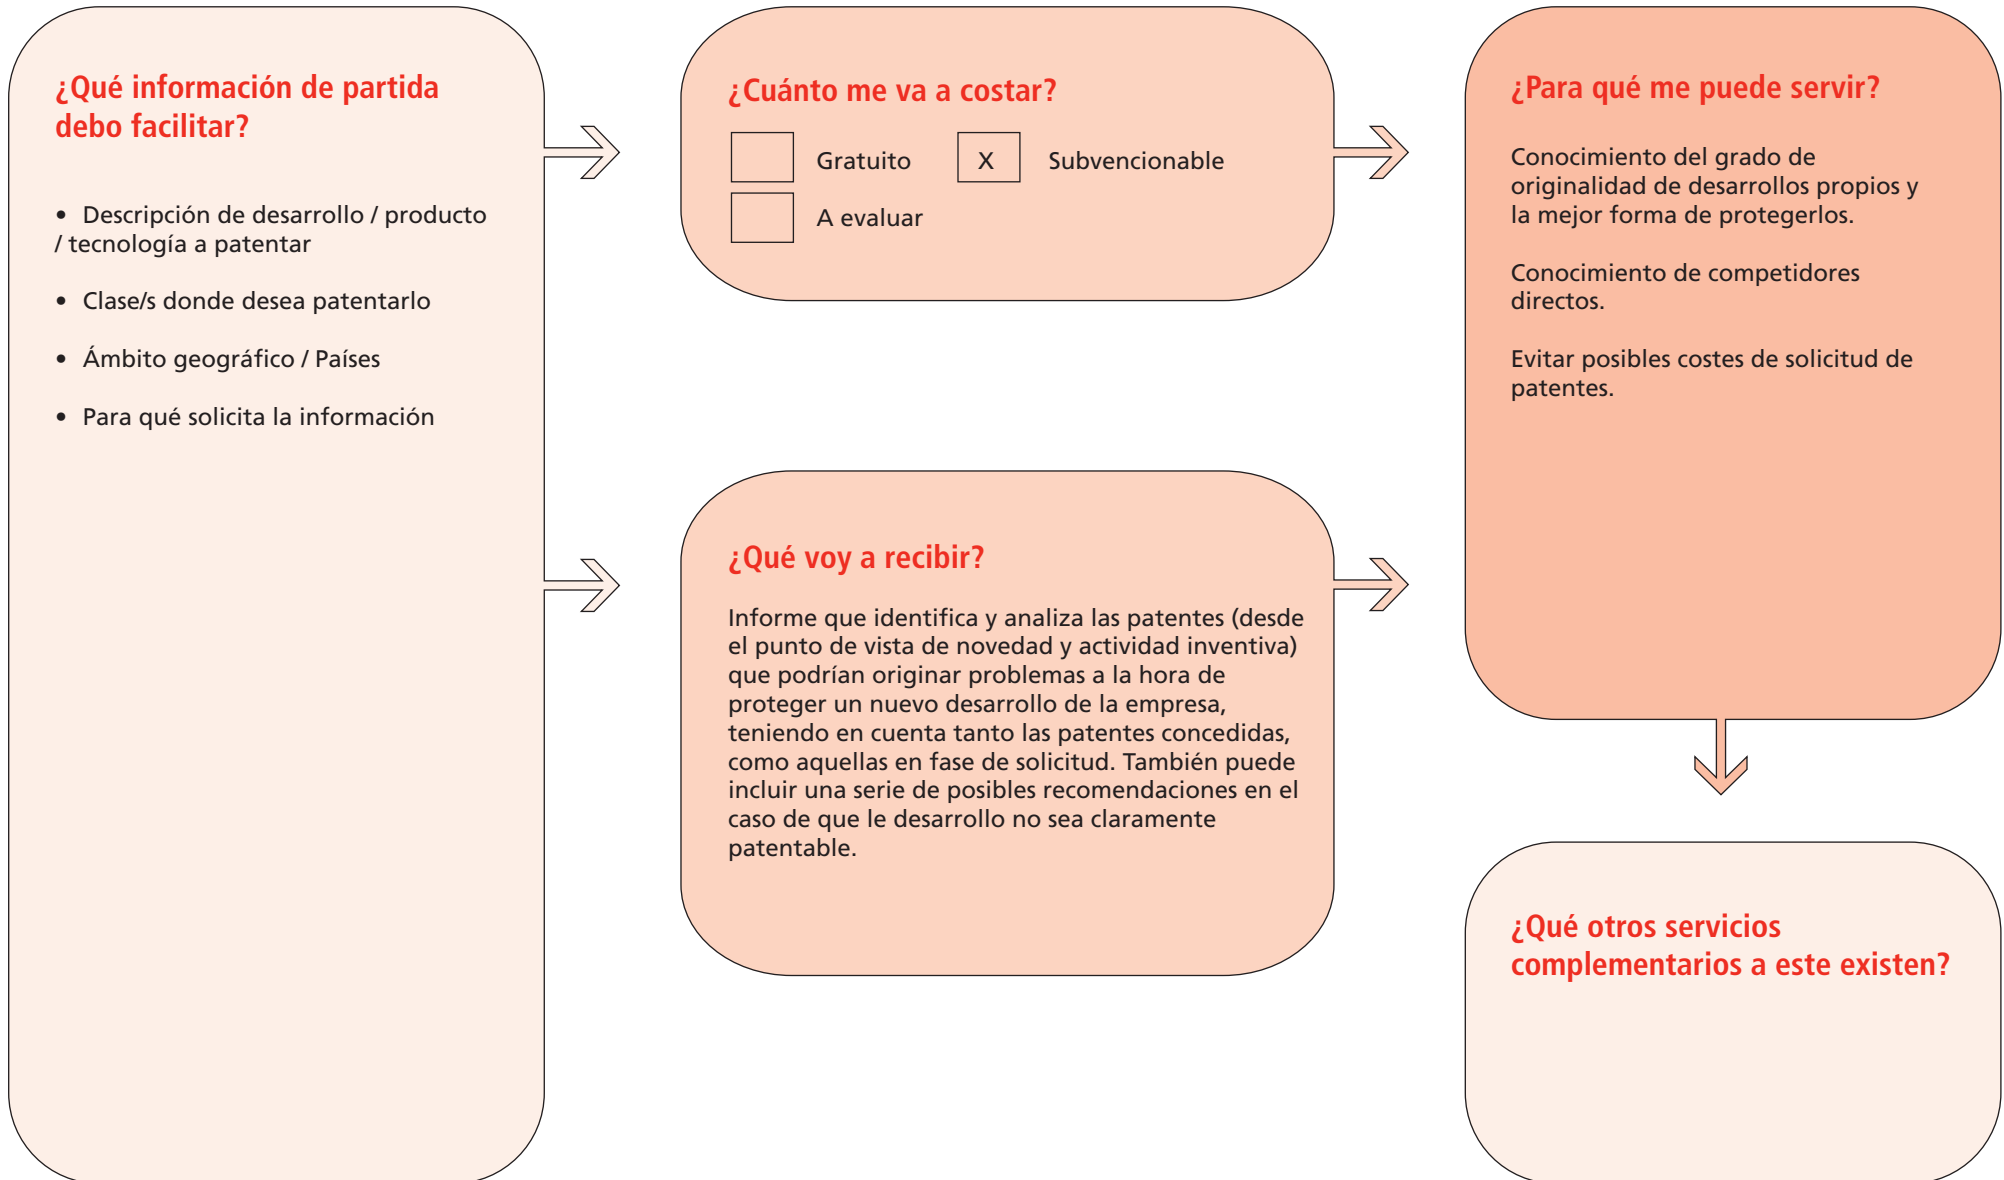 ¿Qué información de partida
debo facilitar?
• Descripción de desarrollo / producto
/ tecnología a patentar
• Clase/s donde desea patentarlo
• Ámbito geográfico / Países
• Para qué solicita la información
¿Cuánto me va a costar?
Gratuito
X Subvencionable
A evaluar
¿Qué voy a recibir?
Informe que identifica y analiza las patentes (desde
el punto de vista de novedad y actividad inventiva)
que podrían originar problemas a la hora de
proteger un nuevo desarrollo de la empresa,
teniendo en cuenta tanto las patentes concedidas,
como aquellas en fase de solicitud. También puede
incluir una serie de posibles recomendaciones en el
caso de que le desarrollo no sea claramente
patentable.
¿Para qué me puede servir?
Conocimiento del grado de
originalidad de desarrollos propios y
la mejor forma de protegerlos.
Conocimiento de competidores
directos.
Evitar posibles costes de solicitud de
patentes.
¿Qué otros servicios
complementarios a este existen?